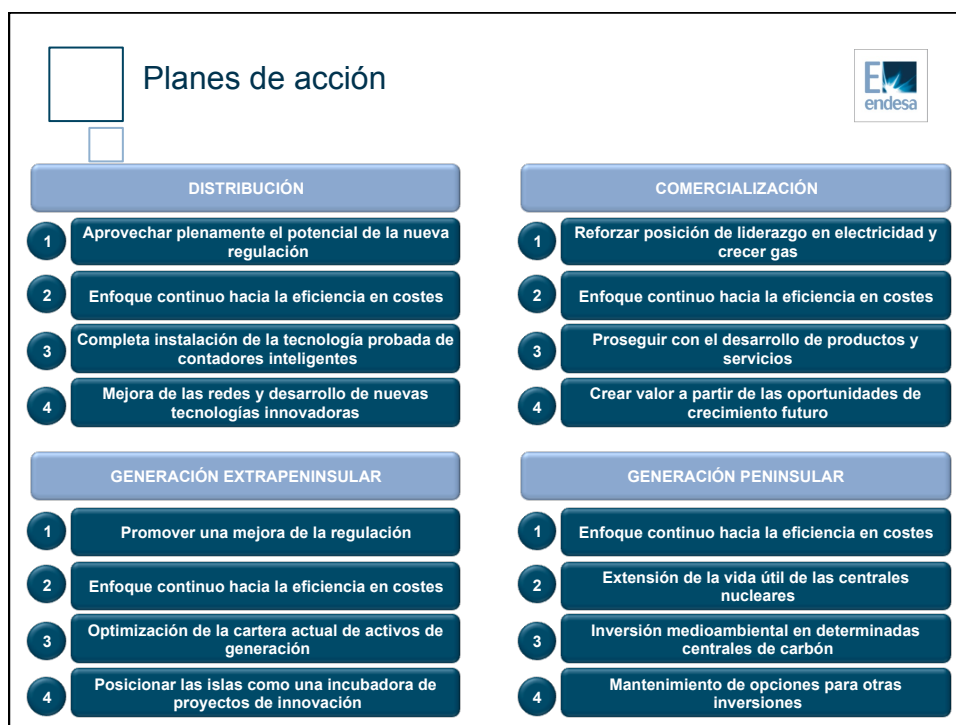 Planes de acción
endesa
DISTRIBUCIÓN
1
Aprovechar plenamente el potencial de la nueva
regulación
2
Enfoque continuo hacia la eficiencia en costes
3
Completa instalación de la tecnología probada de
contadores inteligentes
4
Mejora de las redes y desarrollo de nuevas
tecnologías innovadoras
COMERCIALIZACIÓN
1
Reforzar posición de liderazgo en electricidad y
crecer gas
2
Enfoque continuo hacia la eficiencia en costes
3
Proseguir con el desarrollo de productos y
servicios
4
Crear valor a partir de las oportunidades de
crecimiento futuro
GENERACIÓN EXTRAPENINSULAR
1
Promover una mejora de la regulación
2
Enfoque continuo hacia la eficiencia en costes
3
Optimización de la cartera actual de activos de
generación
4
Posicionar las islas como una incubadora de
proyectos de innovación
GENERACIÓN PENINSULAR
1
Enfoque continuo hacia la eficiencia en costes
2
Extensión de la vida útil de las centrales
nucleares
3
Inversión medioambiental en determinadas
centrales de carbón
4
Mantenimiento de opciones para otras
inversiones